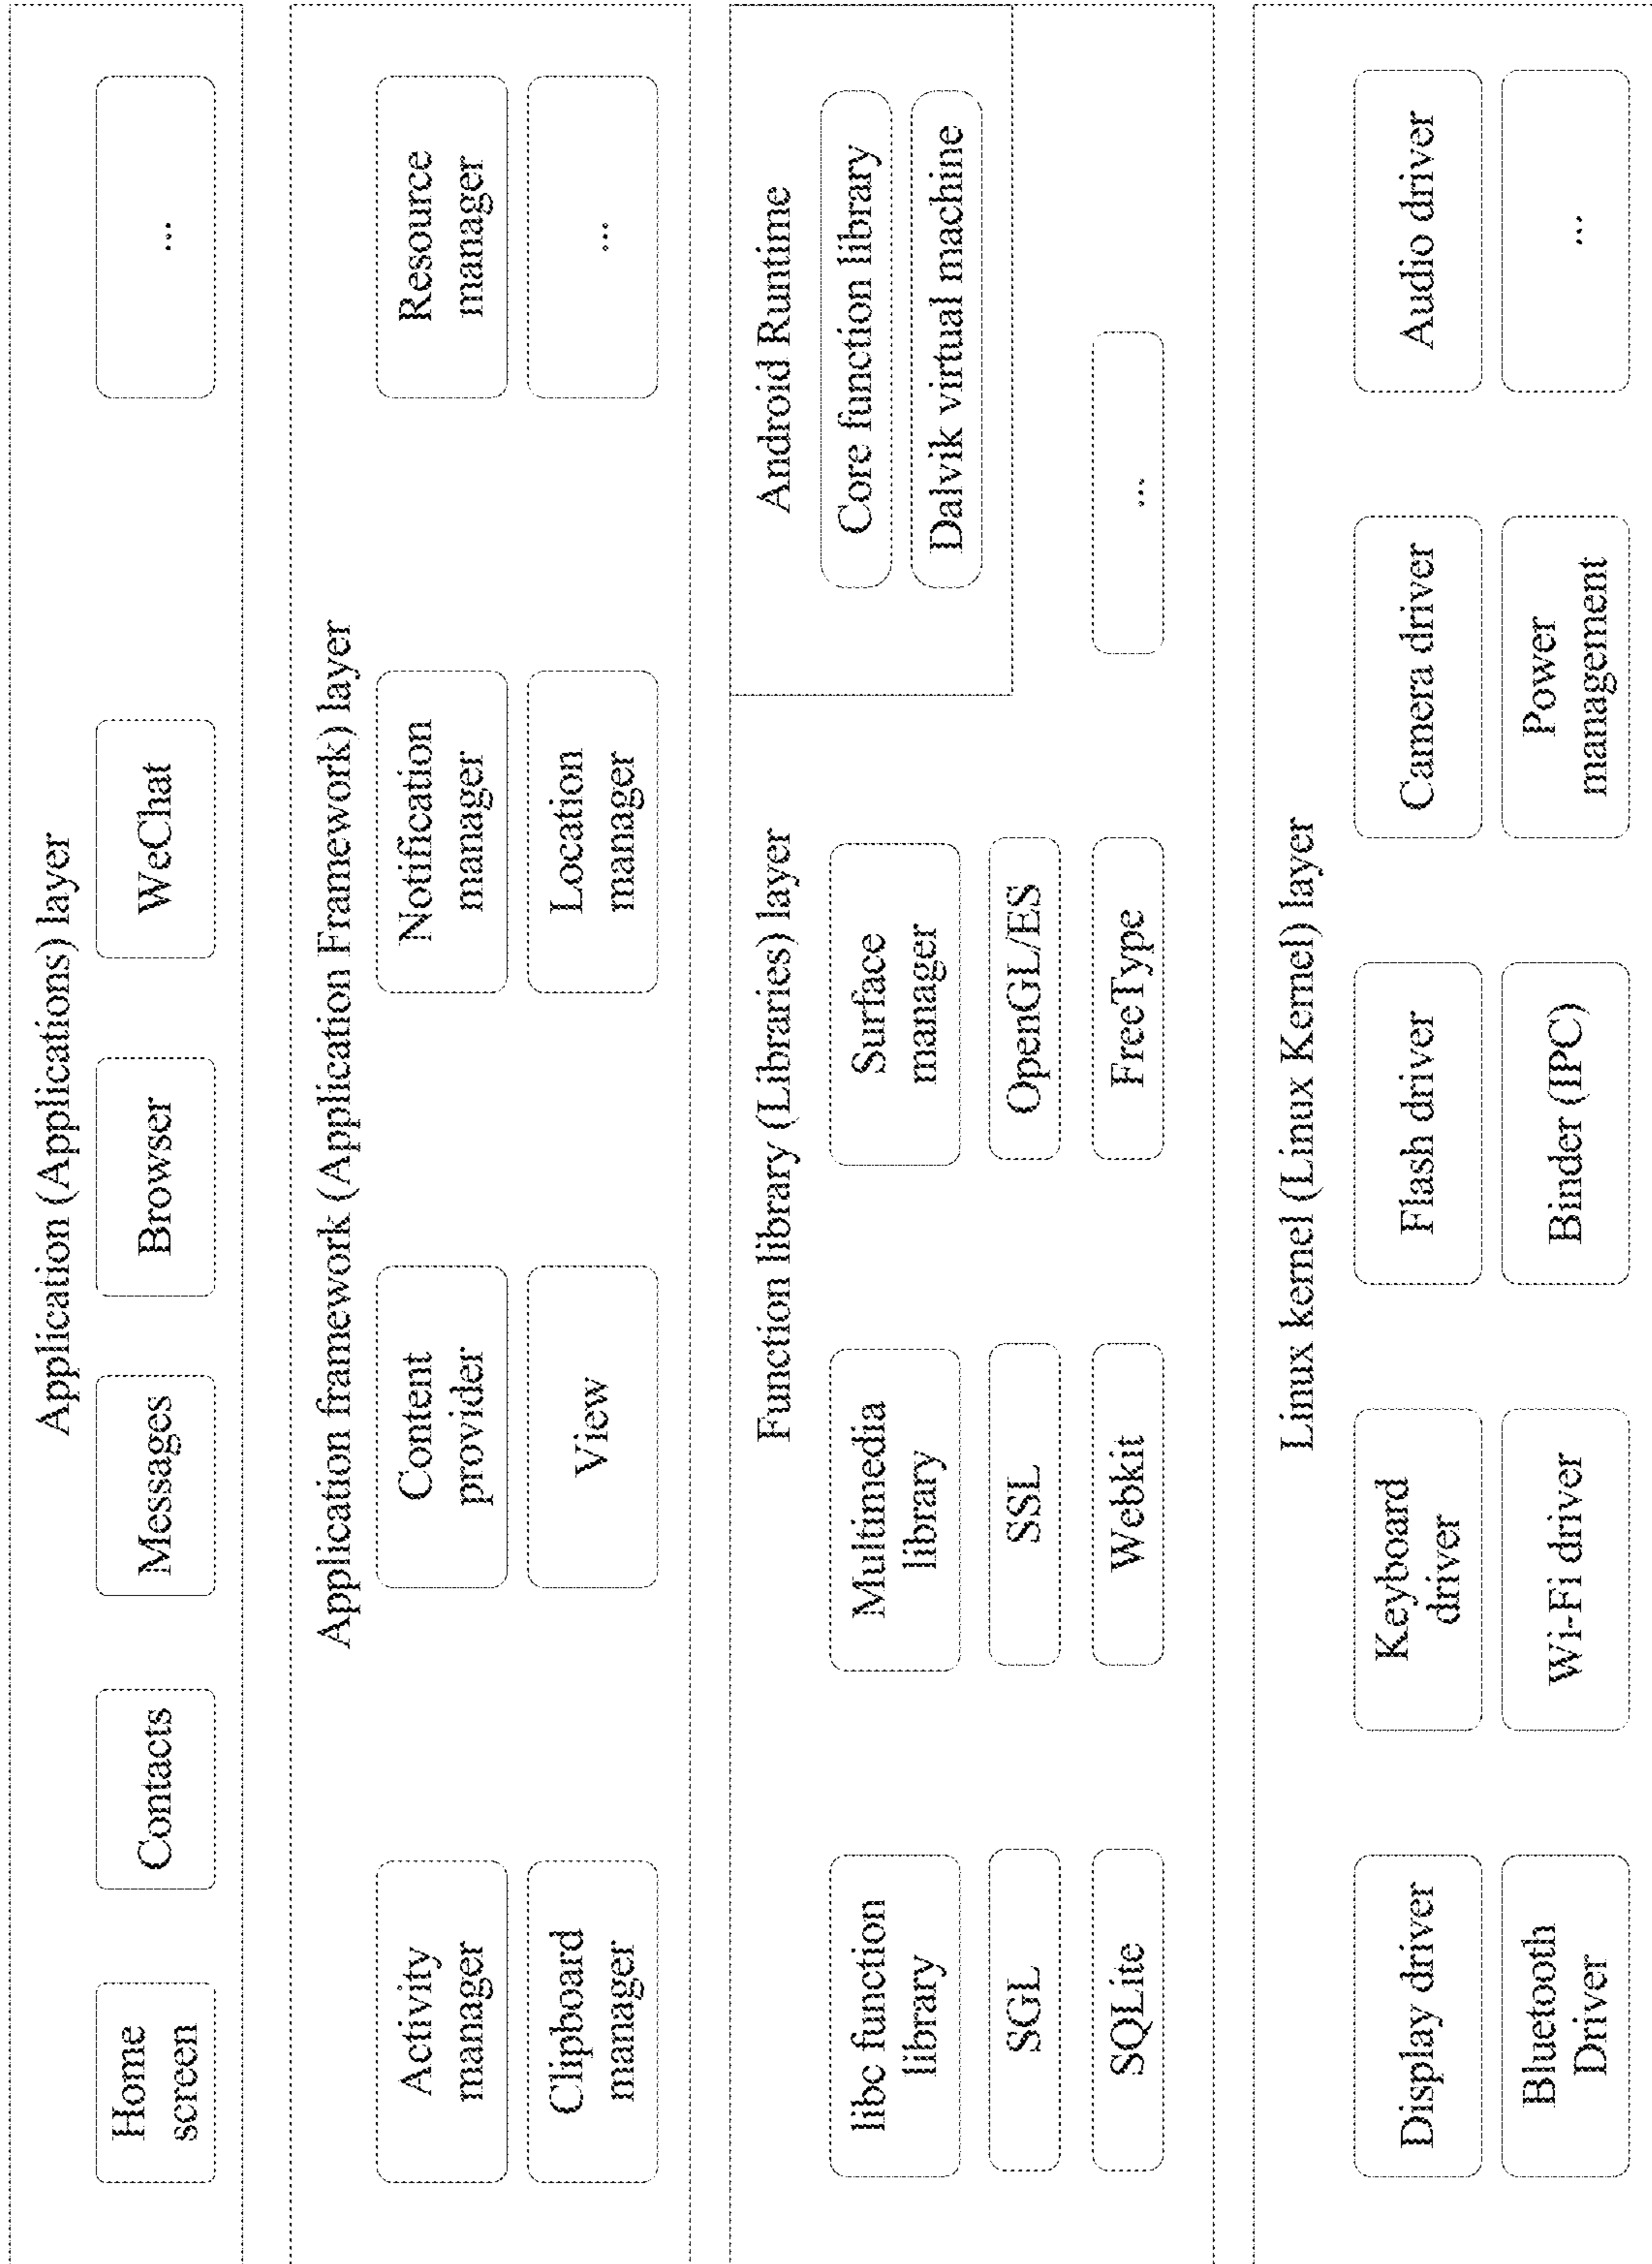 Application (Applications) layer
Home
screen
Contacts
Messages
Browser
WeChat
...
Application framework (Application Framework) layer
Activity
manager
Content
provider
Notification
manager
Resource
manager
Clipboard
manager
View
Location
manager
...
Function library (Libraries) layer
libc function
library
Multimedia
library
Surface
manager
SGL
SSL
OpenGL/ES
SQLite
Webkit
FreeType
...
Android Runtime
Core function library
Dalvik virtual machine
Linux kernel (Linux Kernel) layer
Display driver
Keyboard
driver
Flash driver
Camera driver
Audio driver
Bluetooth
Driver
Wi-Fi driver
Binder (IPC)
Power
management
...